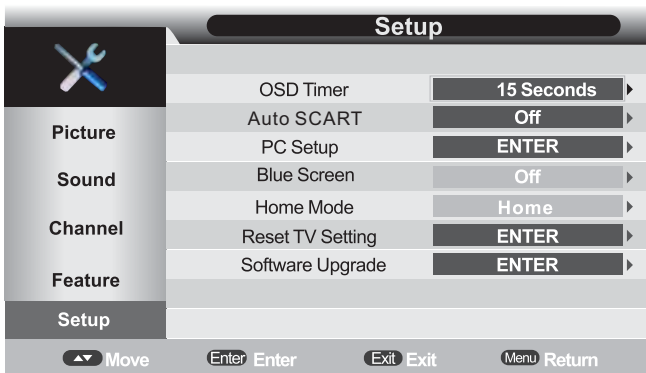 Setup
OSD Timer 15 Seconds
Auto SCART Off
PC Setup ENTER
Blue Screen Off
Home Mode Home
Reset TV Setting ENTER
Software Upgrade ENTER
Picture
Sound
Channel
Feature
Setup
Move Enter Enter Exit Exit Menu Return